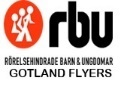 rbu
RÖRELSEHINDRADE BARN & UNGDOMAR
GOTLAND FLYERS